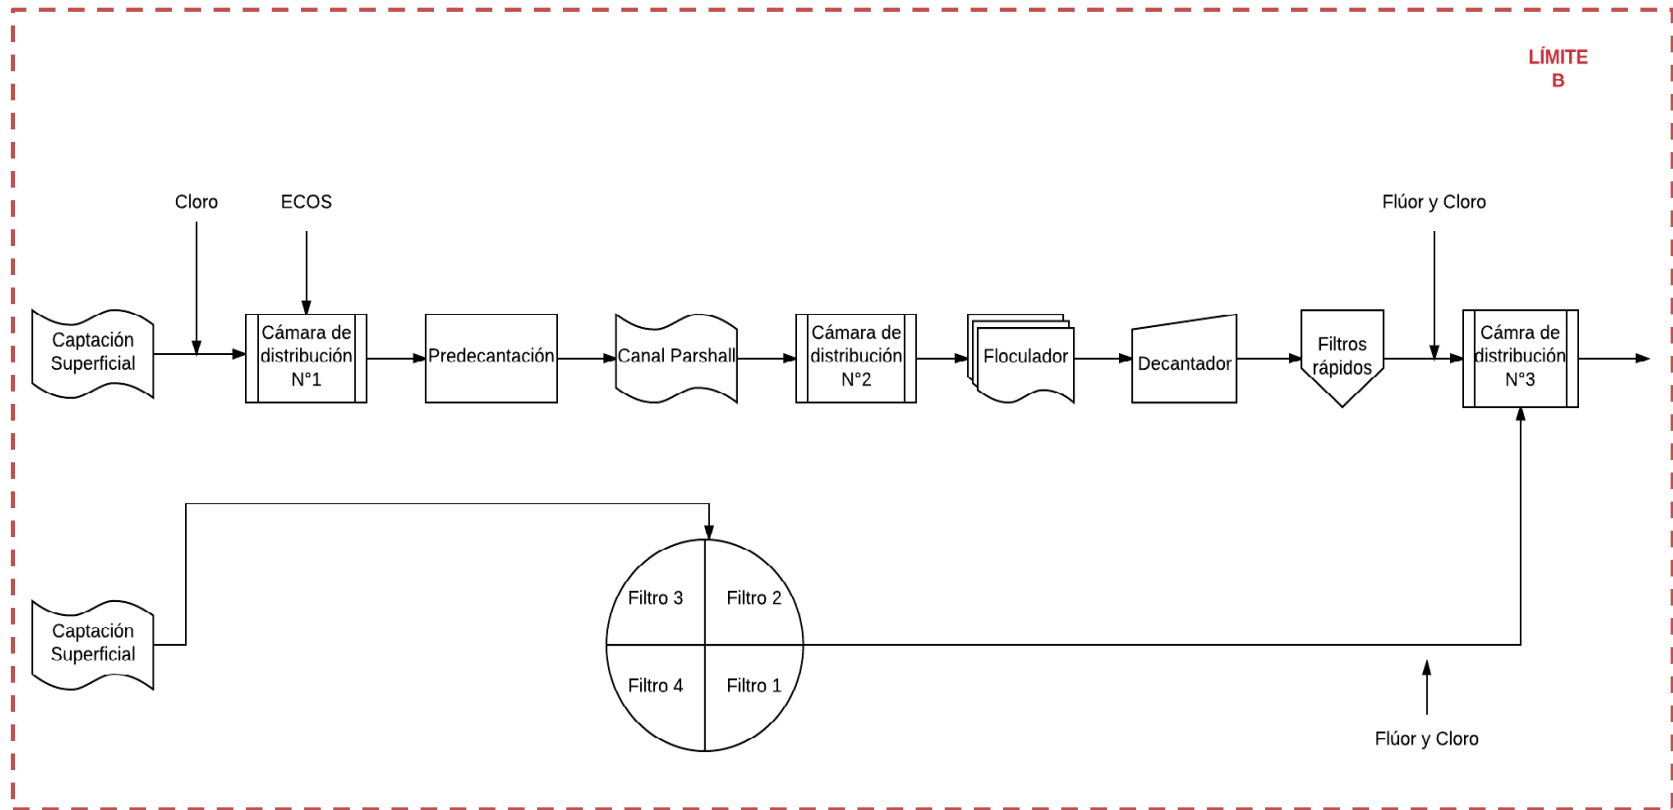 LÍMITE
B
Cloro
ECOS
Flúor y Cloro
Captación
Superficial
Cámara de
distribución
N°1
Predecantación
Canal Parshall
Cámara de
distribución
N°2
Floculador
Decantador
Filtros
rápidos
Cámra de
distribución
N°3
Captación
Superficial
Filtro 3
Filtro 2
Filtro 4
Filtro 1
Flúor y Cloro